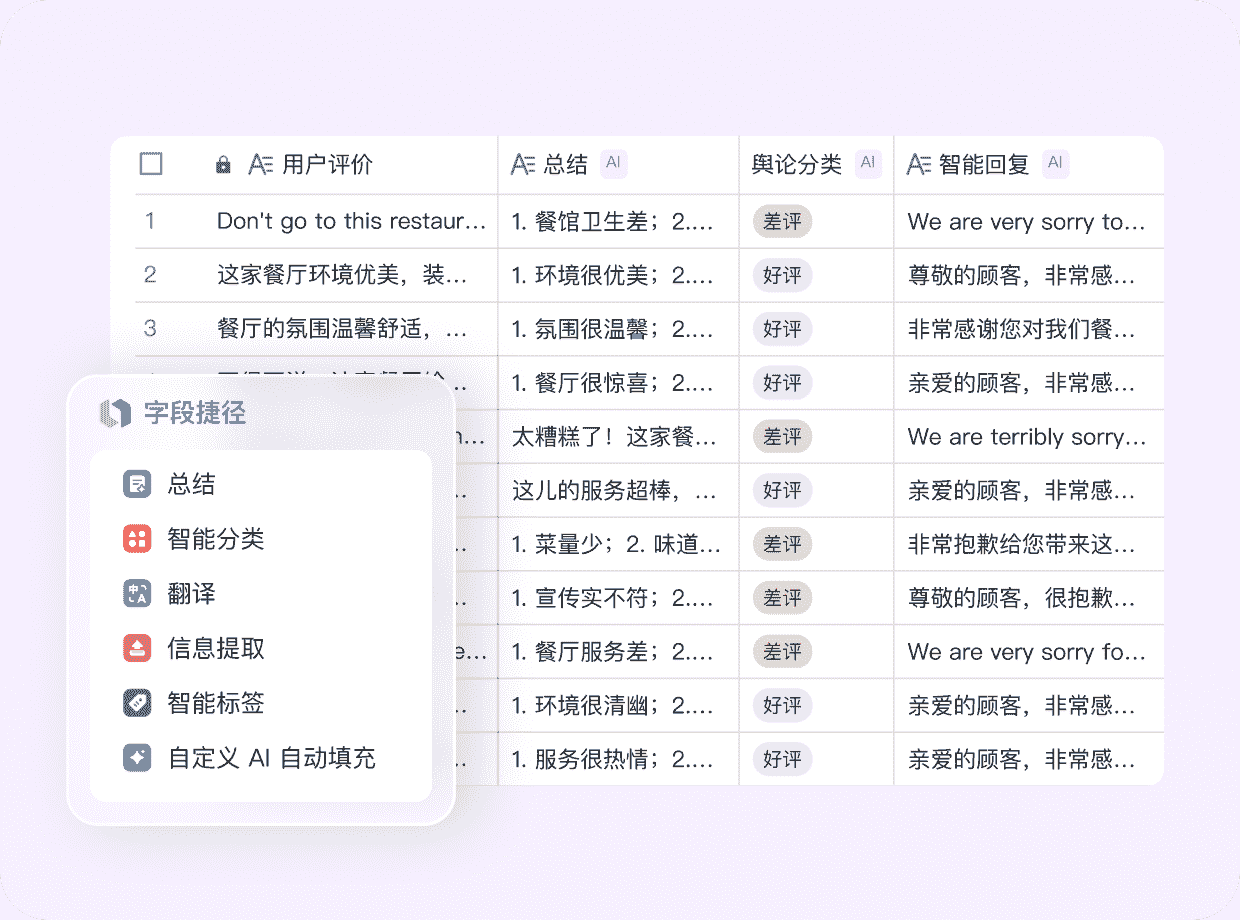 用户评价 总结 AI 舆论分类 AI 智能回复 AI
1 Don't go to this restaur... 1. 餐馆卫生差；2.... 差评 We are very sorry to...
2 这家餐厅环境优美，装... 1. 环境很优美；2.... 好评 尊敬的顾客，非常感...
3 餐厅的氛围温馨舒适，... 1. 氛围很温馨；2.... 好评 非常感谢您对我们餐...
1. 餐厅很惊喜；2.... 好评 亲爱的顾客，非常感...
太糟糕了！这家餐... 差评 We are terribly sorry...
这儿的服务超棒，... 好评 亲爱的顾客，非常感...
1. 菜量少；2. 味道... 差评 非常抱歉给您带来这...
1. 宣传实不符；2.... 差评 尊敬的顾客，很抱歉...
1. 餐厅服务差；2.... 差评 We are very sorry fo...
1. 环境很清幽；2.... 好评 亲爱的顾客，非常感...
1. 服务很热情；2.... 好评 亲爱的顾客，非常感...
字段捷径
总结
智能分类
翻译
信息提取
智能标签
自定义 AI 自动填充